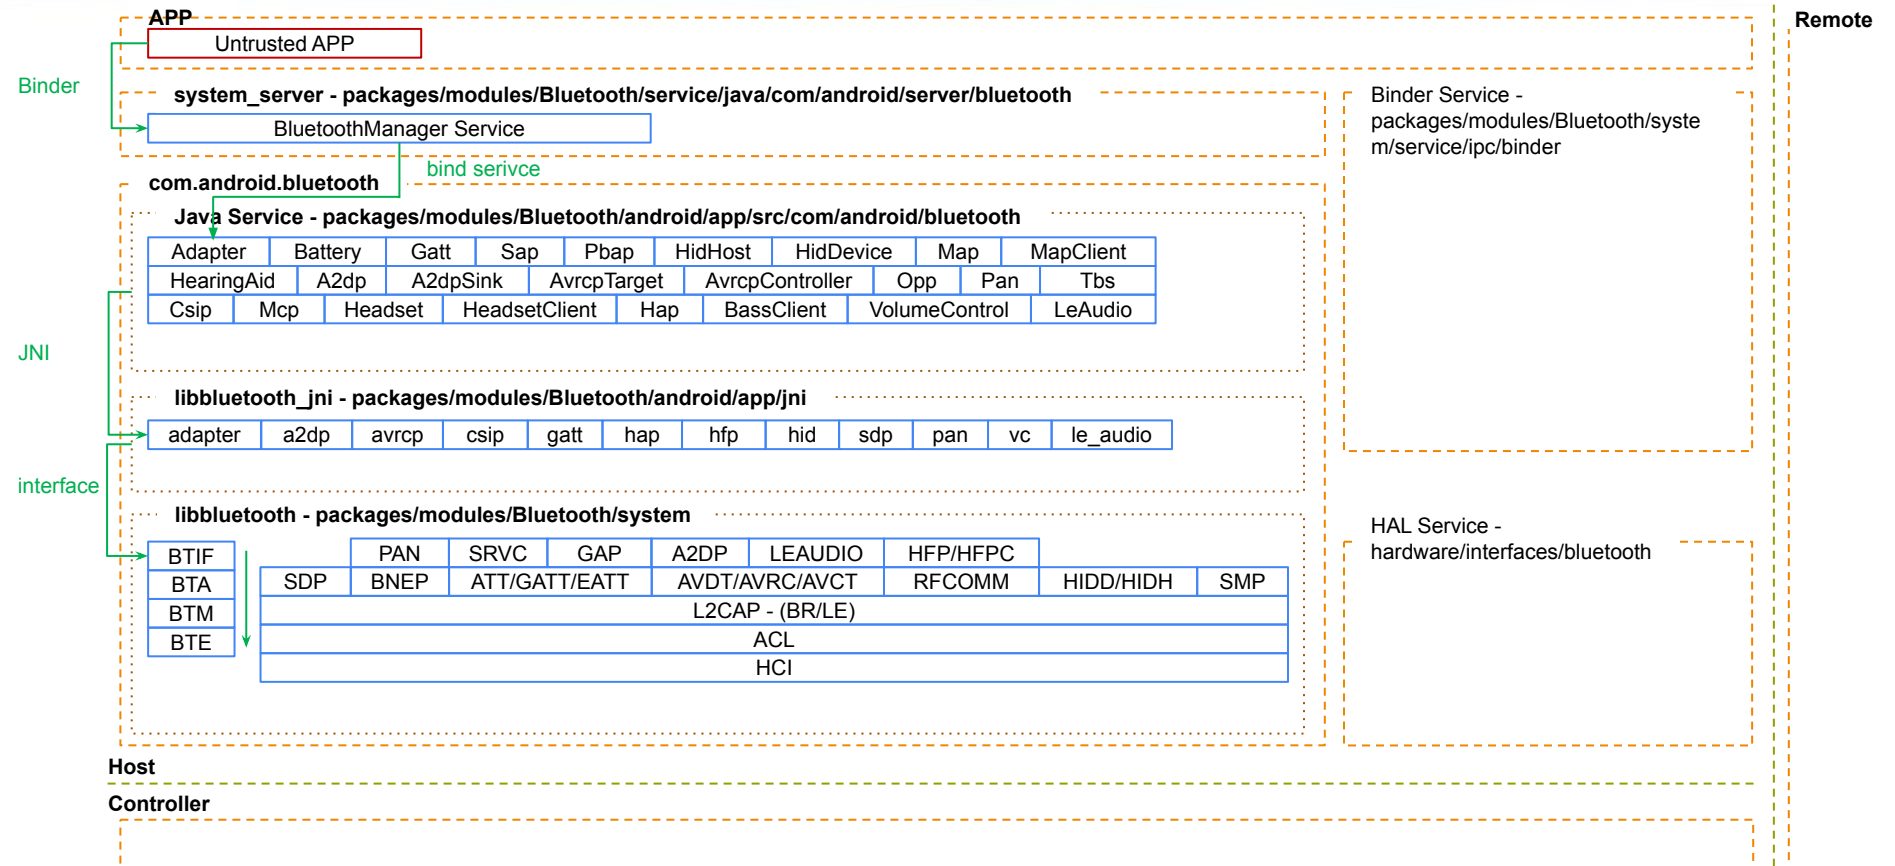 APP
Remote
Untrusted APP
Binder
system_server - packages/modules/Bluetooth/service/java/com/android/server/bluetooth
BluetoothManager Service
Binder Service -
packages/modules/Bluetooth/syste
m/service/ipc/binder
bind serivce
com.android.bluetooth
Java Service - packages/modules/Bluetooth/android/app/src/com/android/bluetooth
Adapter Battery Gatt Sap Pbap HidHost HidDevice Map MapClient
HearingAid A2dp A2dpSink AvrcpTarget AvrcpController Opp Pan Tbs
Csip Mcp Headset HeadsetClient Hap BassClient VolumeControl LeAudio
JNI
libbluetooth_jni - packages/modules/Bluetooth/android/app/jni
adapter a2dp avrcp csip gatt hap hfp hid sdp pan vc le_audio
interface
libbluetooth - packages/modules/Bluetooth/system
HAL Service -
hardware/interfaces/bluetooth
BTIF PAN SRVC GAP A2DP LEAUDIO HFP/HFPC
BTA SDP BNEP ATT/GATT/EATT AVDT/AVRC/AVCT RFCOMM HIDD/HIDH SMP
BTM L2CAP - (BR/LE)
BTE ACL
HCI
Host
Controller